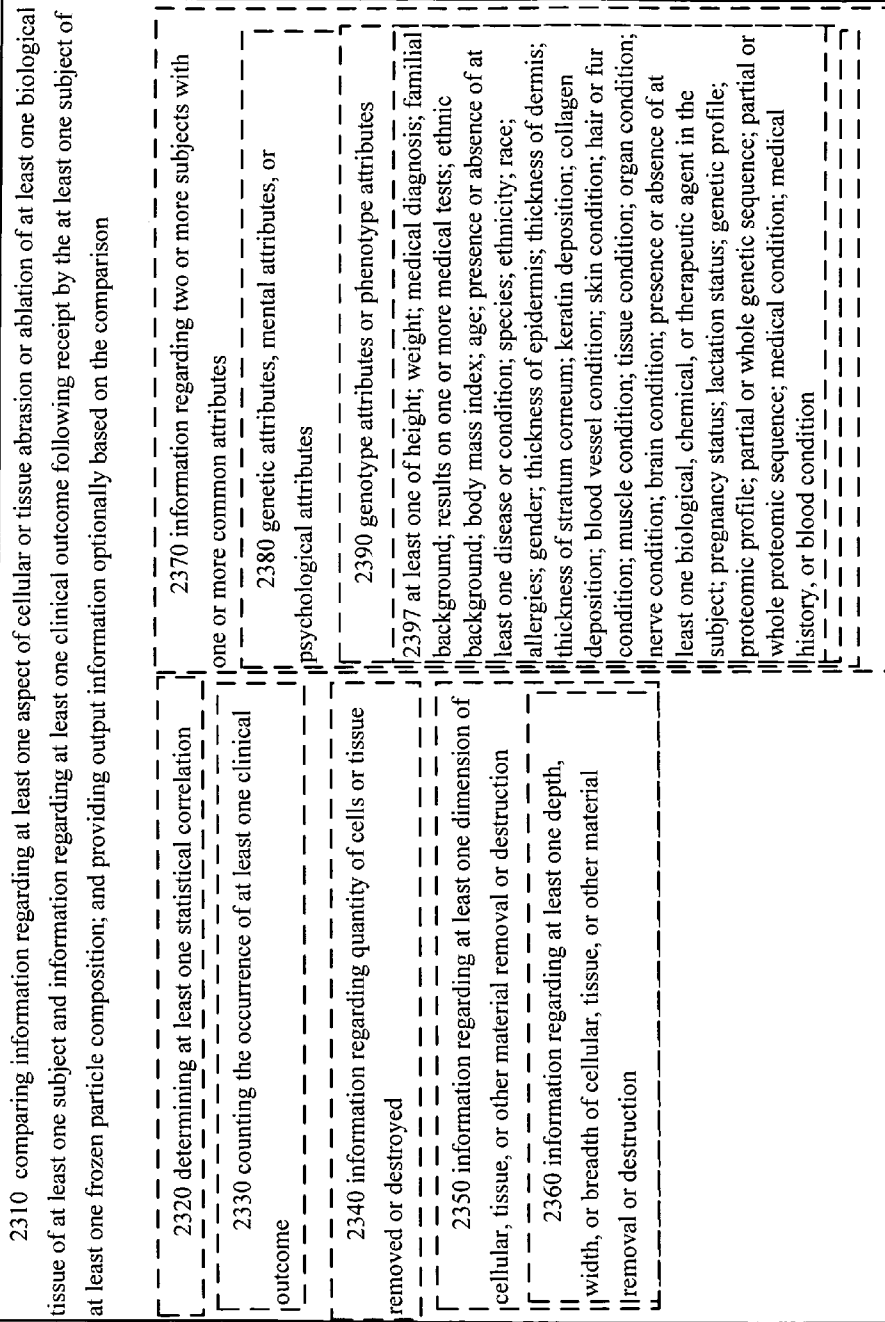 2310 comparing information regarding at least one aspect of cellular or tissue abrasion or ablation of at least one biological
tissue of at least one subject and information regarding at least one clinical outcome following receipt by the at least one subject of
at least one frozen particle composition; and providing output information optionally based on the comparison
2320 determining at least one statistical correlation
2330 counting the occurrence of at least one clinical
outcome
2340 information regarding quantity of cells or tissue
removed or destroyed
2350 information regarding at least one dimension of
cellular, tissue, or other material removal or destruction
2360 information regarding at least one depth,
width, or breadth of cellular, tissue, or other material
removal or destruction
2370 information regarding two or more subjects with
one or more common attributes
2380 genetic attributes, mental attributes, or
psychological attributes
2390 genotype attributes or phenotype attributes
2397 at least one of height; weight; medical diagnosis; familial
background; results on one or more medical tests; ethnic
background; body mass index; age; presence or absence of at
least one disease or condition; species; ethnicity; race;
allergies; gender; thickness of epidermis; thickness of dermis;
thickness of stratum corneum; keratin deposition; collagen
deposition; blood vessel condition; skin condition; hair or fur
condition; muscle condition; tissue condition; organ condition;
nerve condition; brain condition; presence or absence of at
least one biological, chemical, or therapeutic agent in the
subject; pregnancy status; lactation status; genetic profile;
proteomic profile; partial or whole genetic sequence; partial or
whole proteomic sequence; medical condition; medical
history, or blood condition